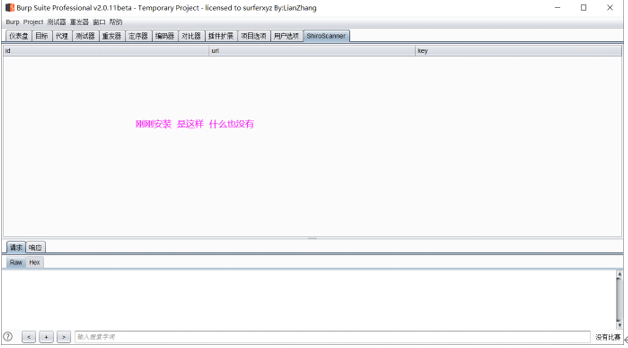 Burp Suite Professional v2.0.11beta - Temporary Project - licensed to surferxyz By:LianZhang
Burp Project 测试器 重发器 窗口 帮助
仪表盘 目标 代理 测试器 重发器 定序器 编码器 对比器 插件扩展 项目选项 用户选项 ShiroScanner
id url key
刚刚安装 是这样 什么也没有
请求 响应
Raw Hex
? < + > 输入搜索字项 没有比赛